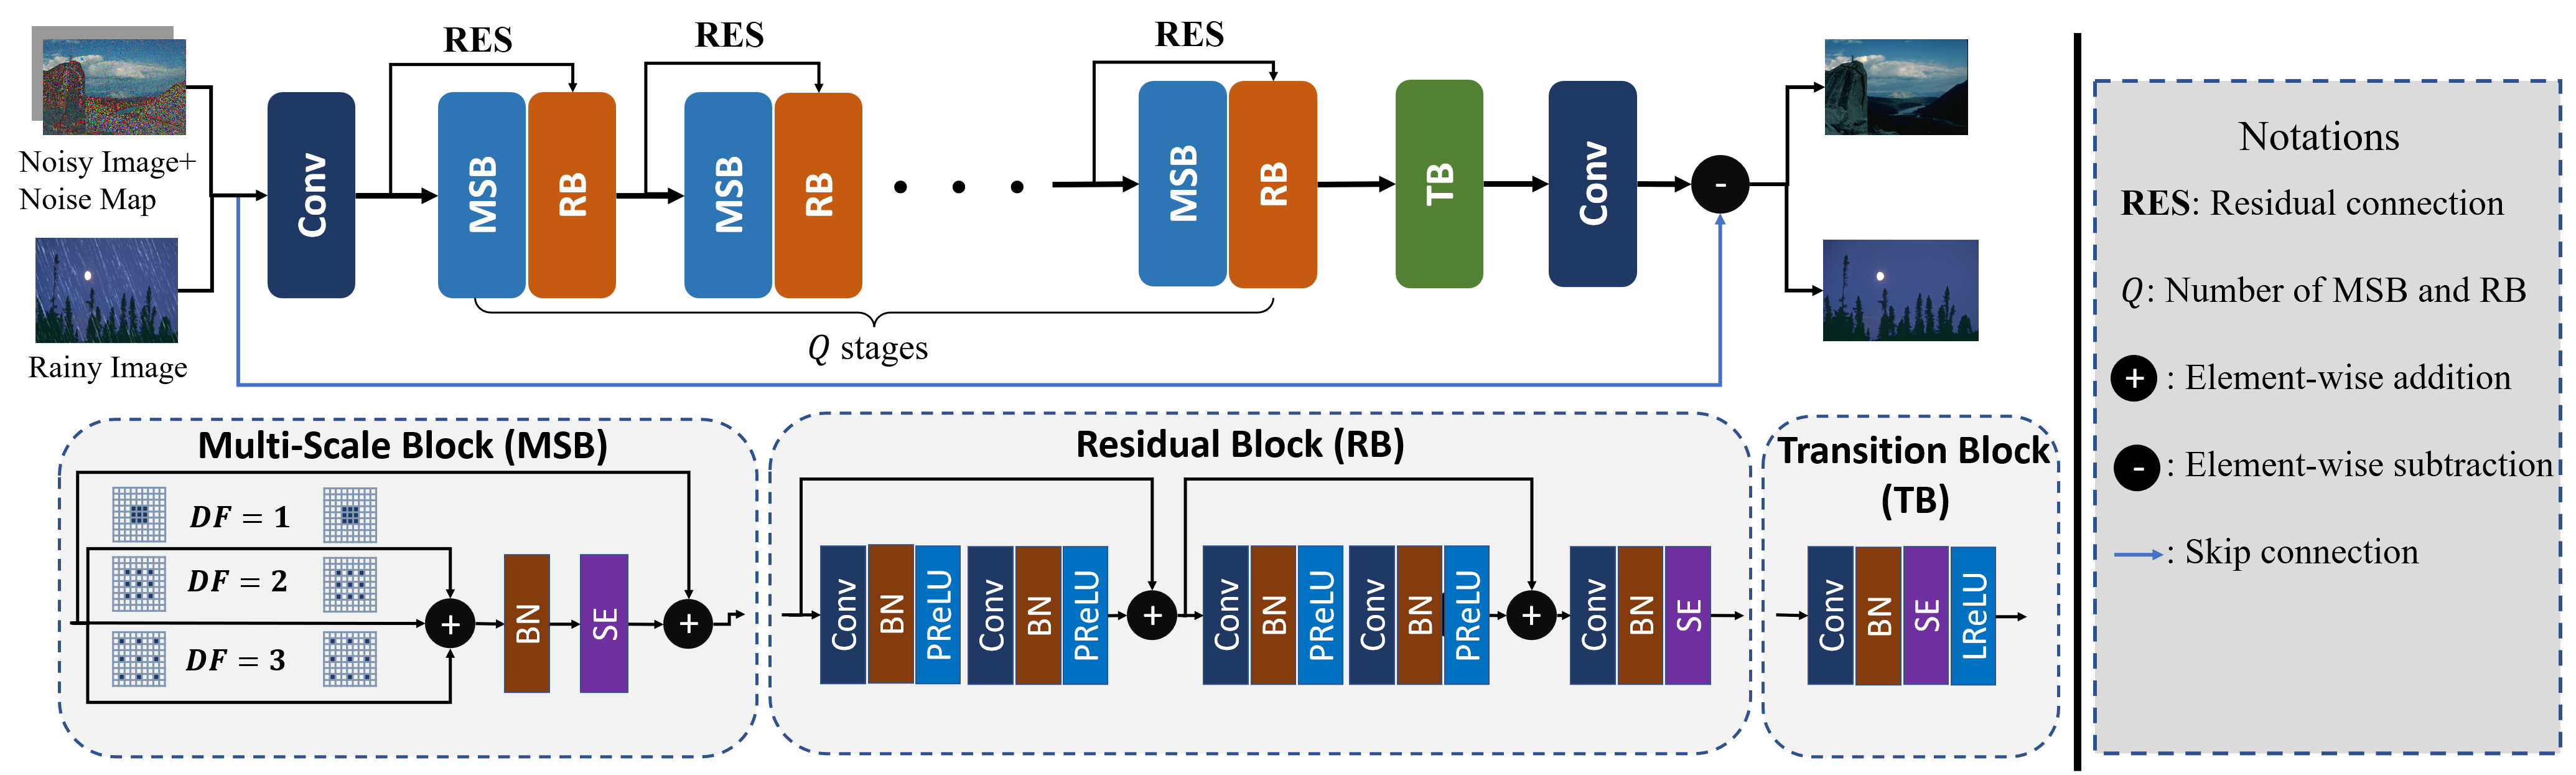 RES
RES
RES
Noisy Image+
Noise Map
Rainy Image
Conv
MSB
RB
MSB
RB
MSB
RB
TB
Conv
-
Q stages
Multi-Scale Block (MSB)
DF = 1
DF = 2
DF = 3
+
BN
SE
+
Residual Block (RB)
Conv
BN
PReLU
Conv
BN
PReLU
+
Conv
BN
PReLU
Conv
BN
PReLU
+
Conv
BN
SE
Transition Block
(TB)
Conv
BN
SE
LReLU
Notations
RES: Residual connection
Q: Number of MSB and RB
+ : Element-wise addition
- : Element-wise subtraction
: Skip connection